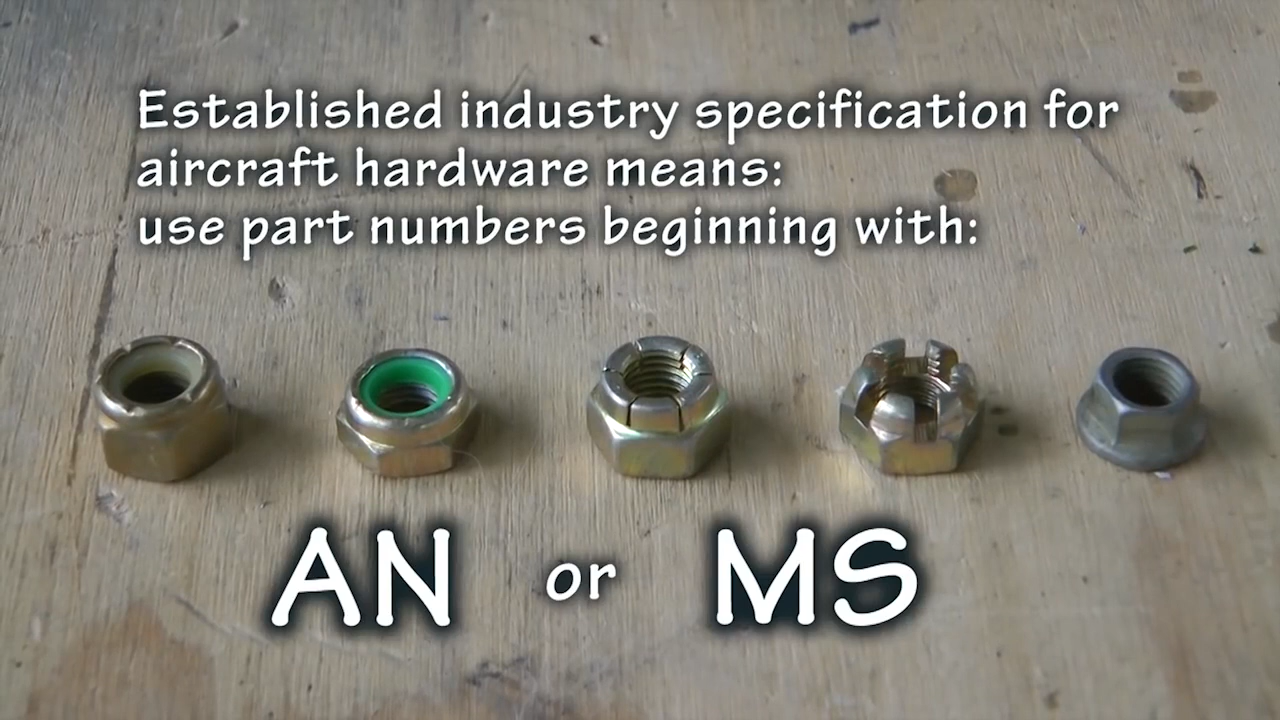 Established industry specification for
aircraft hardware means:
use part numbers beginning with:
AN or MS